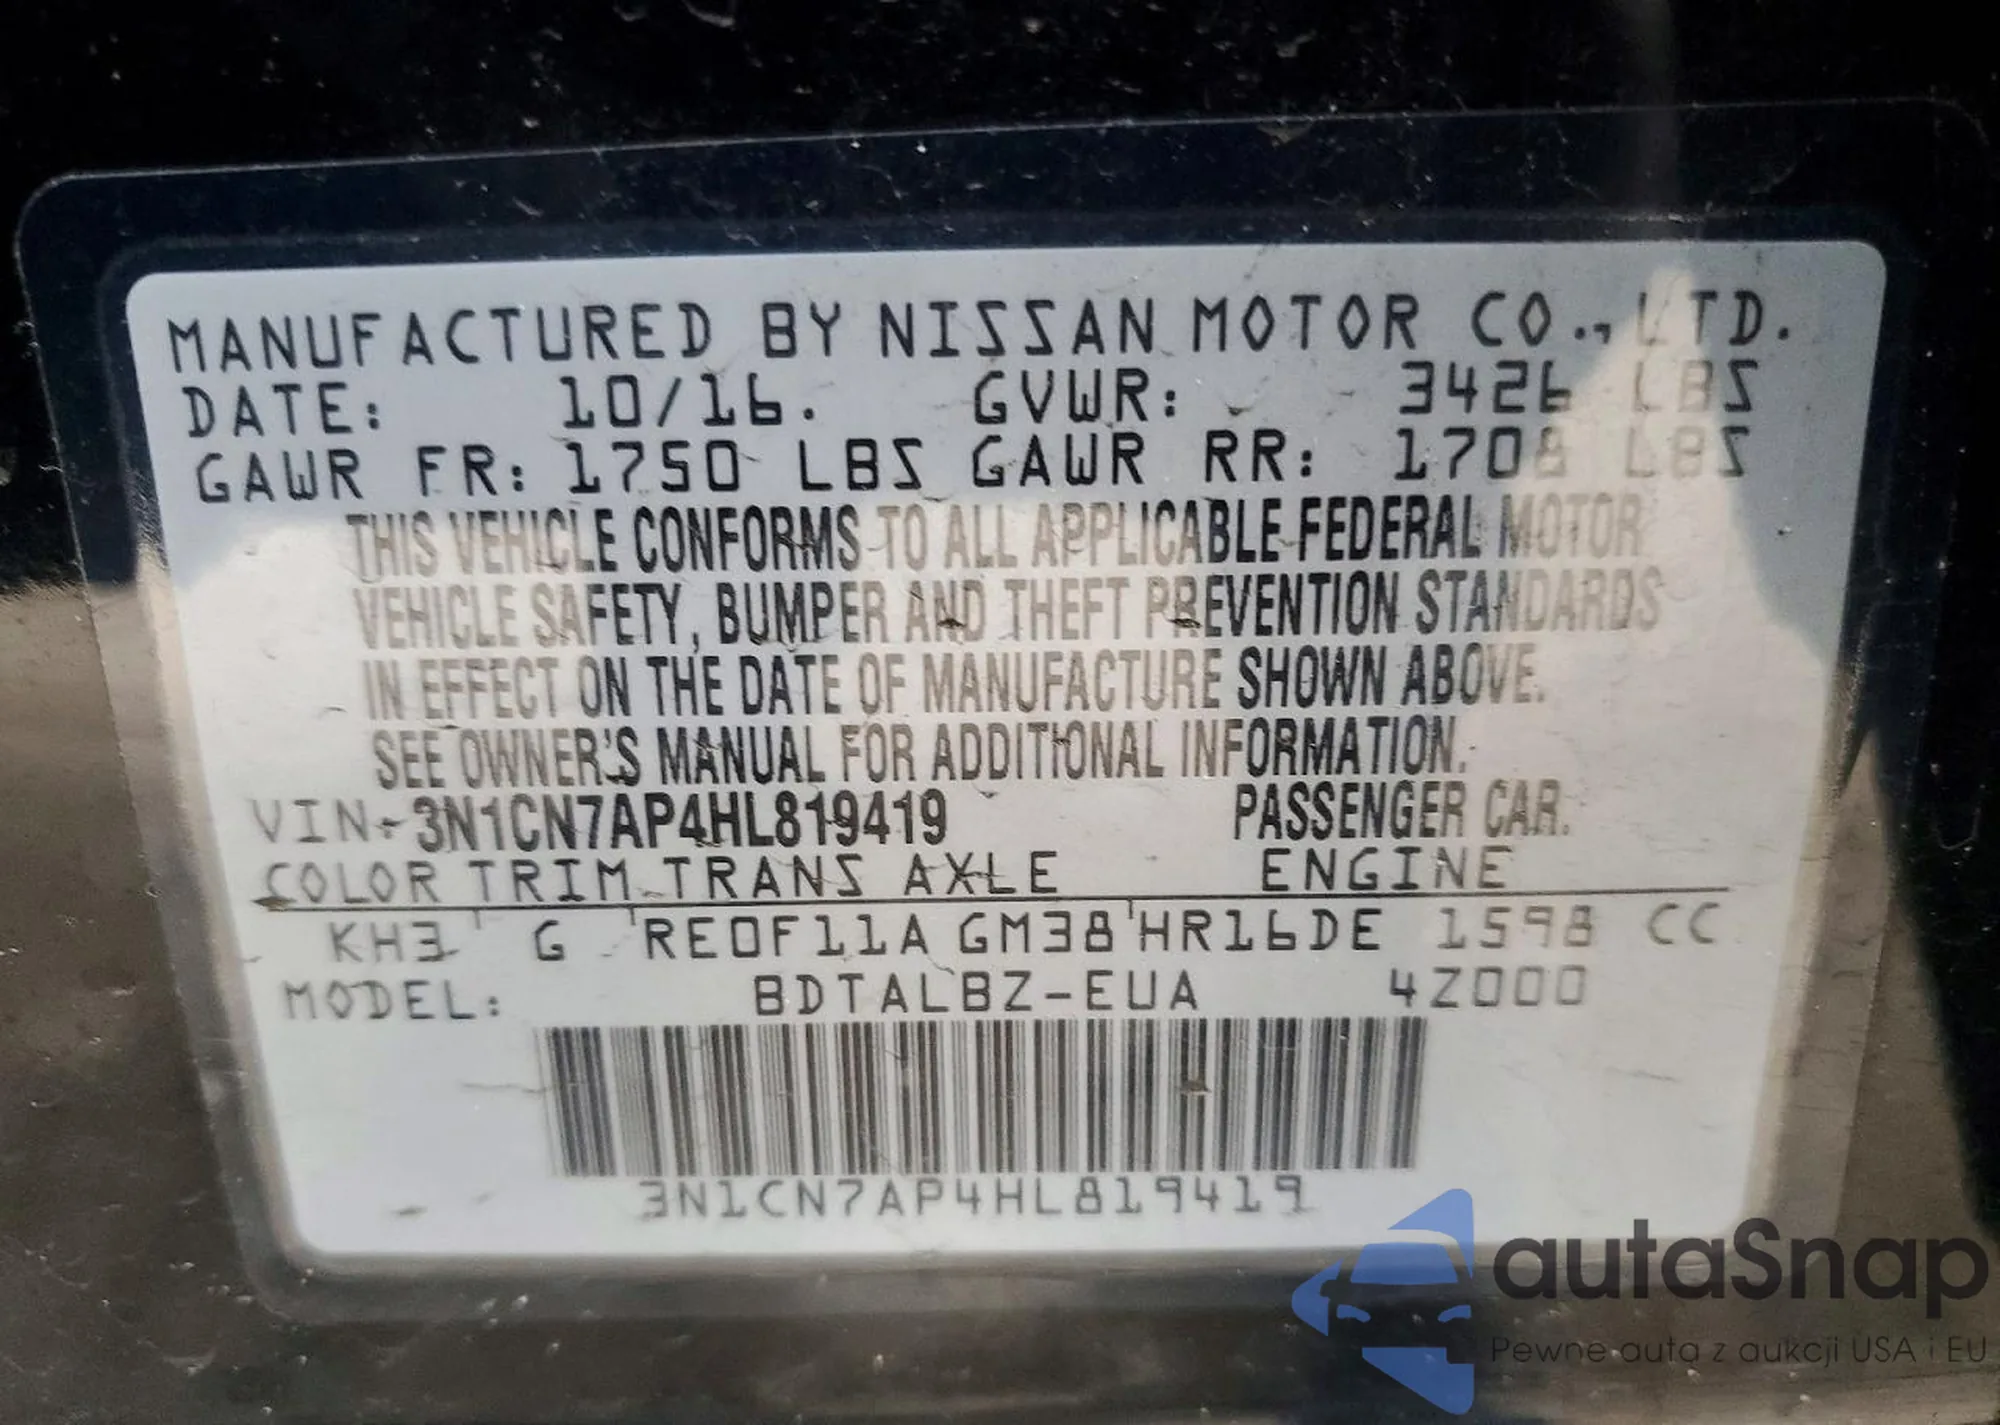 MANUFACTURED BY NISSAN MOTOR CO., LTD.
DATE: 10/16. GVWR: 3426 LBS
GAWR FR: 1750 LBS GAWR RR: 1708 LBS
THIS VEHICLE CONFORMS TO ALL APPLICABLE FEDERAL MOTOR
VEHICLE SAFETY, BUMPER AND THEFT PREVENTION STANDARDS
IN EFFECT ON THE DATE OF MANUFACTURE SHOWN ABOVE.
SEE OWNER'S MANUAL FOR ADDITIONAL INFORMATION.
VIN-3N1CN7AP4HL819419 PASSENGER CAR.
COLOR TRIM TRANS AXLE ENGINE
KH3 G RE0F11A GM38 HR16DE 1598 CC
MODEL: BDTALBZ-EUA 4Z000
3N1CN7AP4HL819419
autaSnap
Pewne auta z aukcji USA i EU